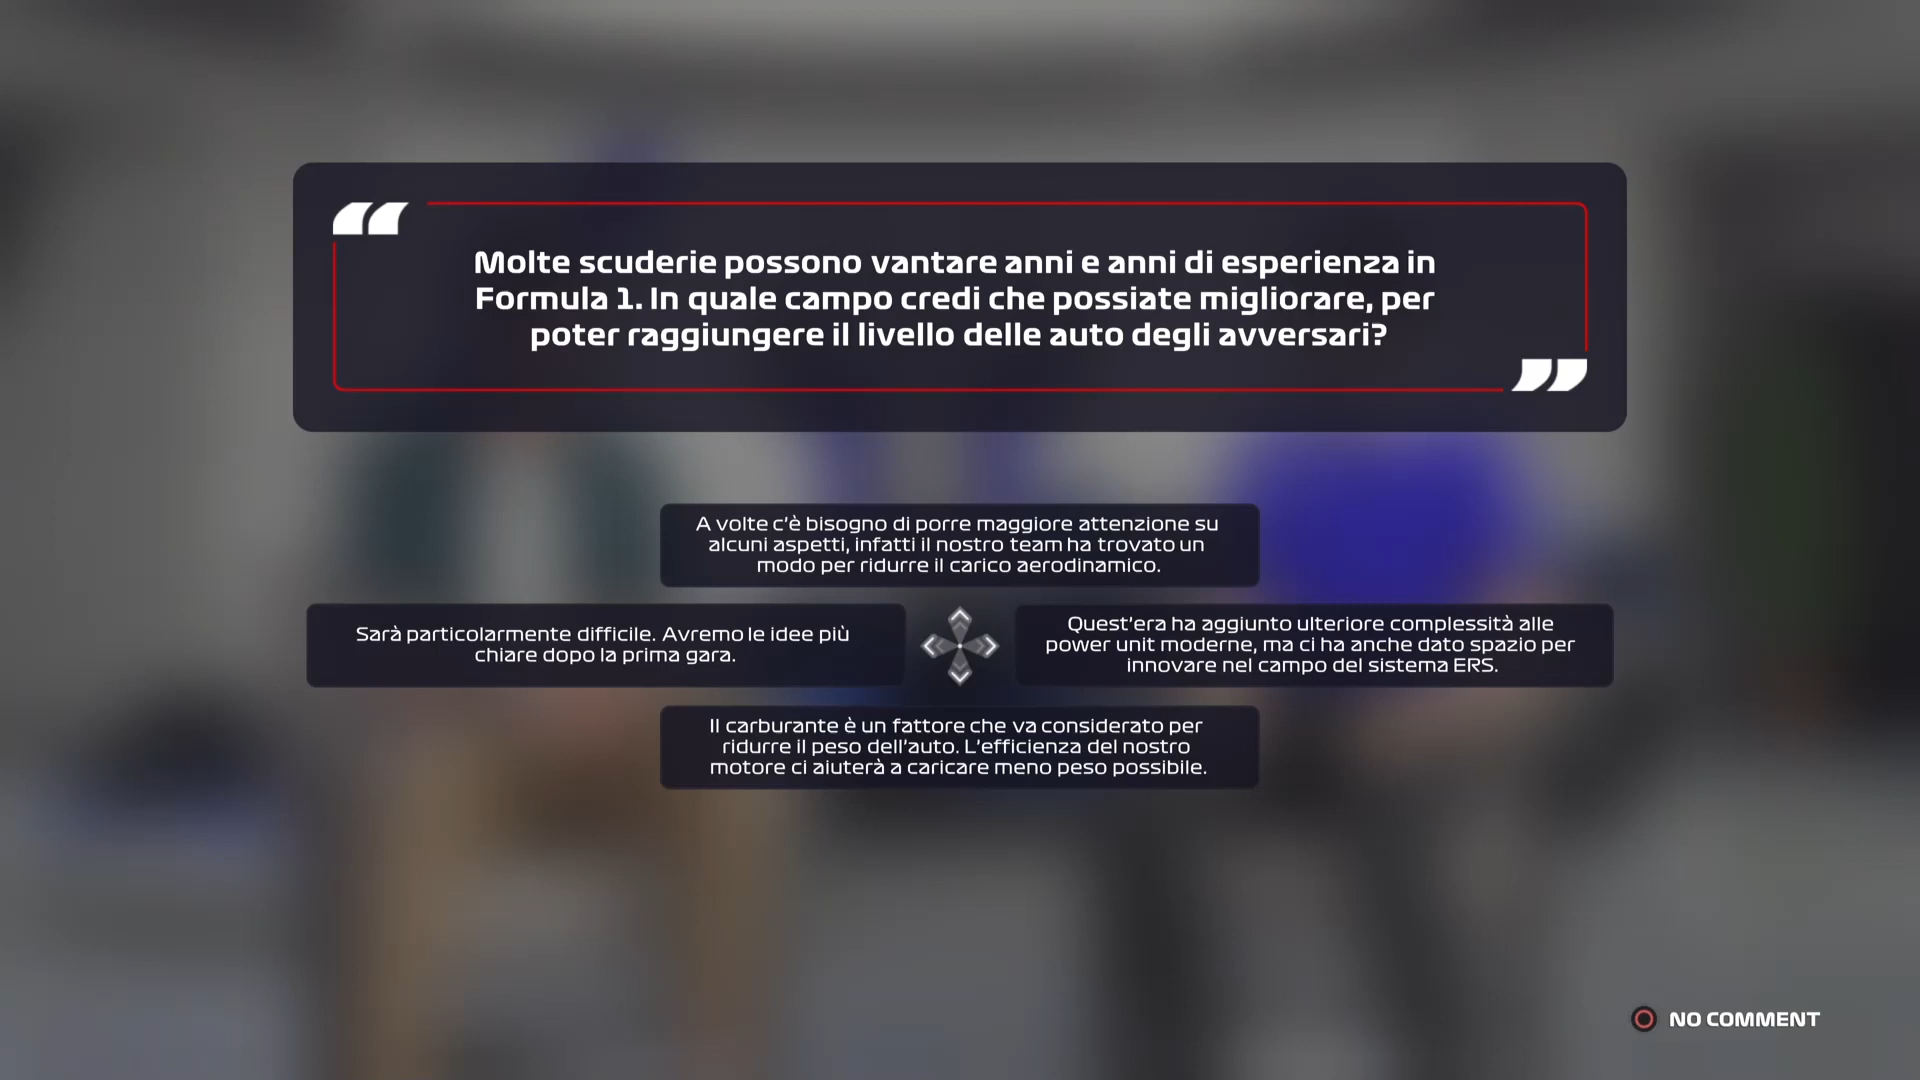 Molte scuderie possono vantare anni e anni di esperienza in
Formula 1. In quale campo credi che possiate migliorare, per
poter raggiungere il livello delle auto degli avversari?
A volte c'è bisogno di porre maggiore attenzione su
alcuni aspetti, infatti il nostro team ha trovato un
modo per ridurre il carico aerodinamico.
Sarà particolarmente difficile. Avremo le idee più
chiare dopo la prima gara.
Quest'era ha aggiunto ulteriore complessità alle
power unit moderne, ma ci ha anche dato spazio per
innovare nel campo del sistema ERS.
Il carburante è un fattore che va considerato per
ridurre il peso dell'auto. L'efficienza del nostro
motore ci aiuterà a caricare meno peso possibile.
NO COMMENT